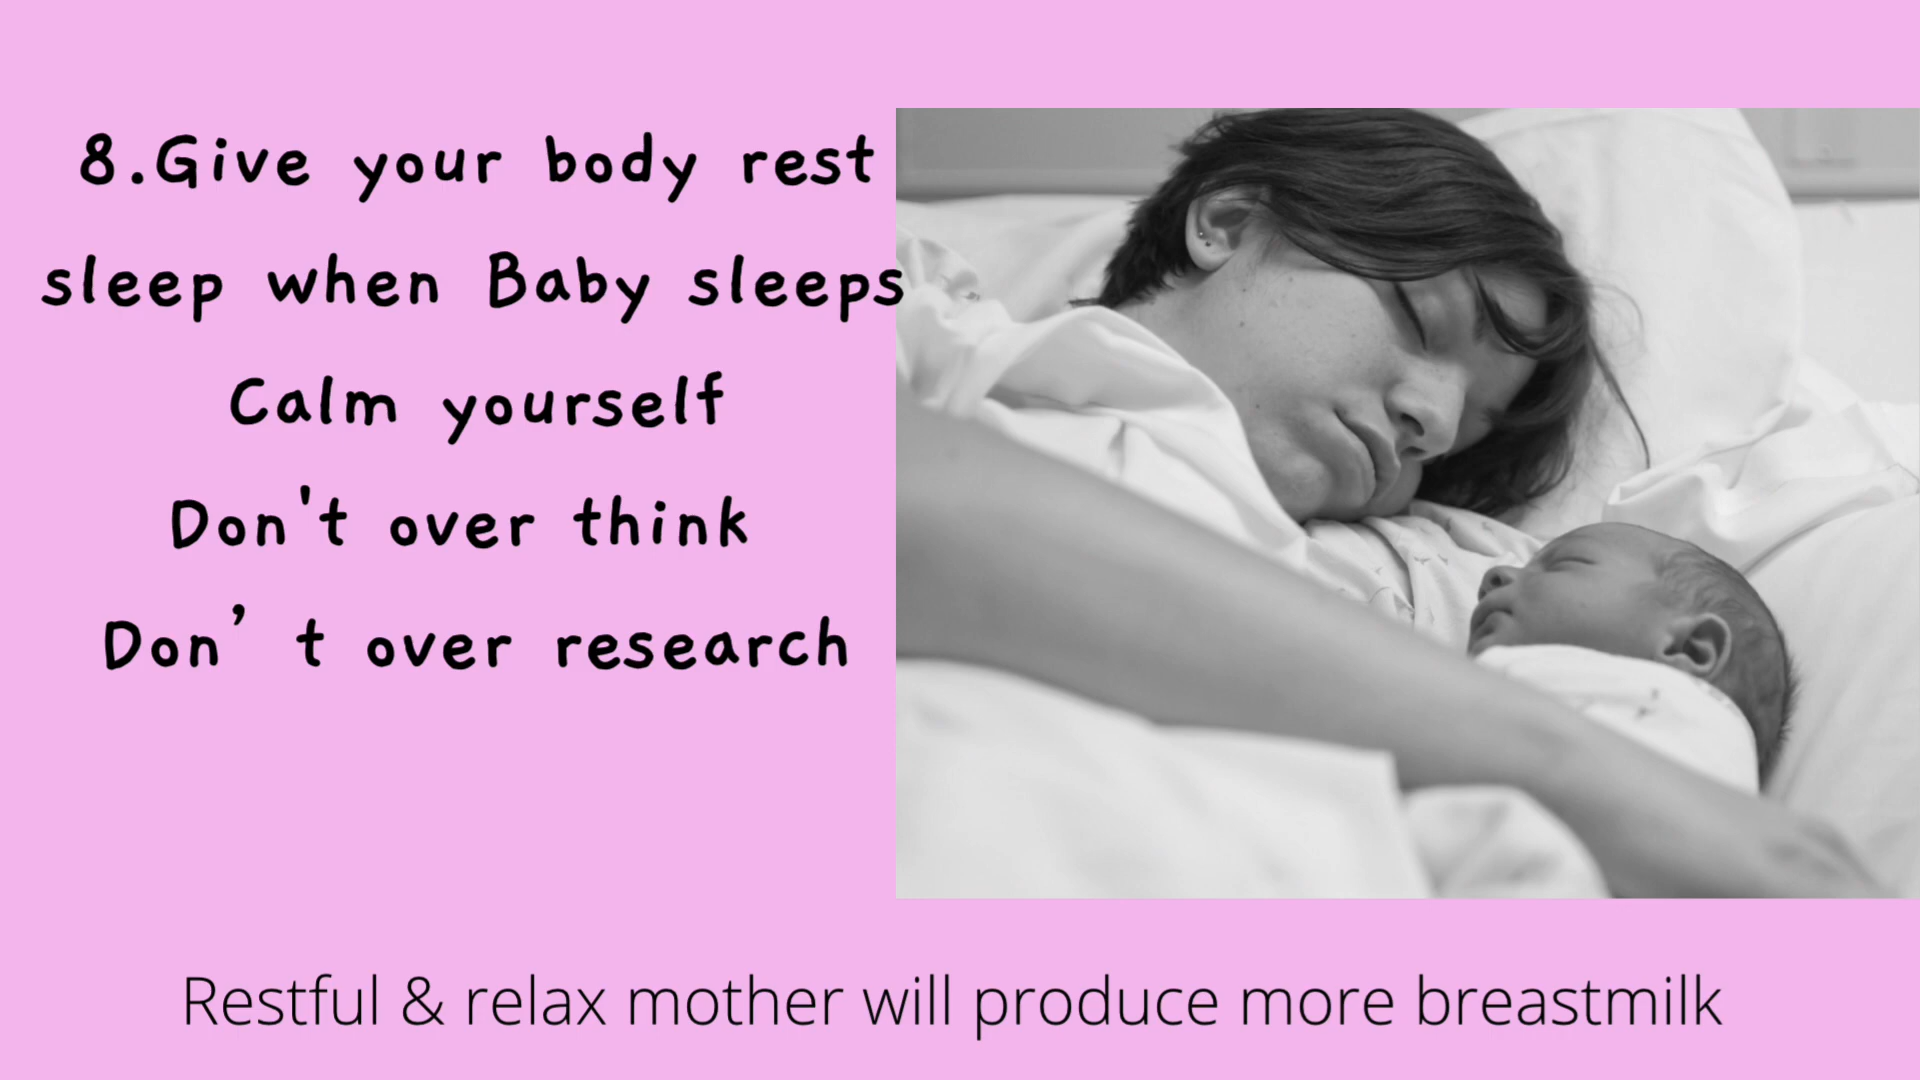 8.Give your body rest
sleep when Baby sleeps
Calm yourself
Don't over think
Don’ t over research
Restful & relax mother will produce more breastmilk